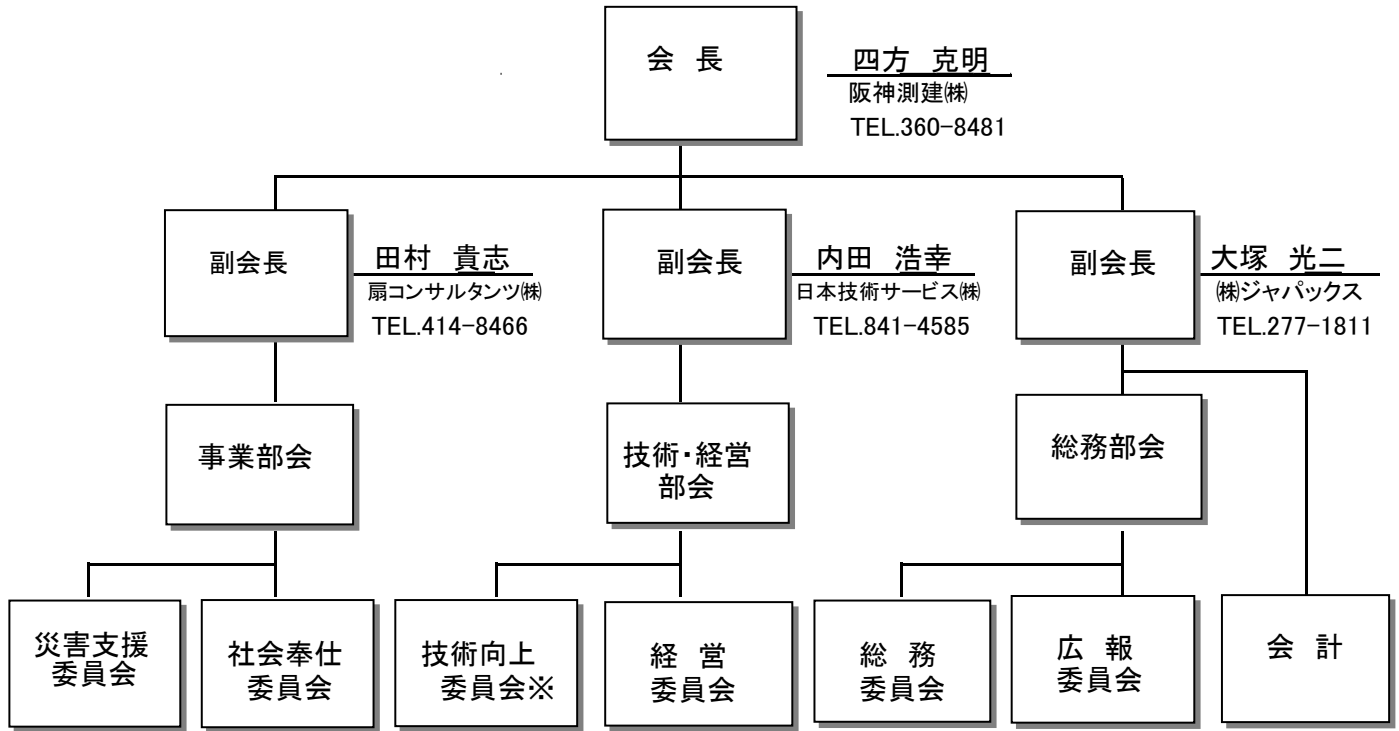 会 長
四方 克明
阪神測建㈱
TEL.360-8481
副会長
田村 貴志
扇コンサルタンツ㈱
TEL.414-8466
副会長
内田 浩幸
日本技術サービス㈱
TEL.841-4585
副会長
大塚 光二
㈱ジャパックス
TEL.277-1811
事業部会
技術・経営
部会
総務部会
災害支援
委員会
社会奉仕
委員会
技術向上
委員会※
経 営
委員会
総 務
委員会
広 報
委員会
会 計